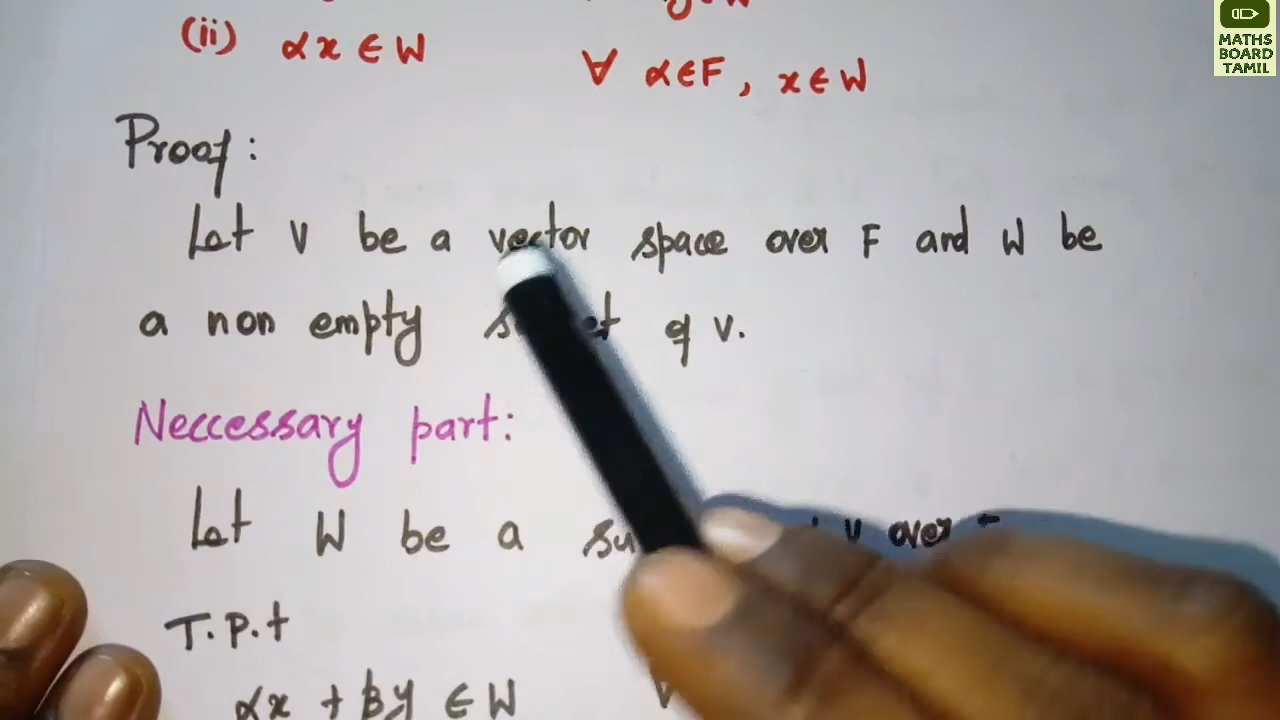 (ii) αx ∈ W
∀ α∈F, x∈W
MATHS
BOARD
TAMIL
Proof:
Let V be a vector space over F and W be
a non empty of V.
Neccessary part:
Let W be a V over
T.P.t
αx + βy ∈ W